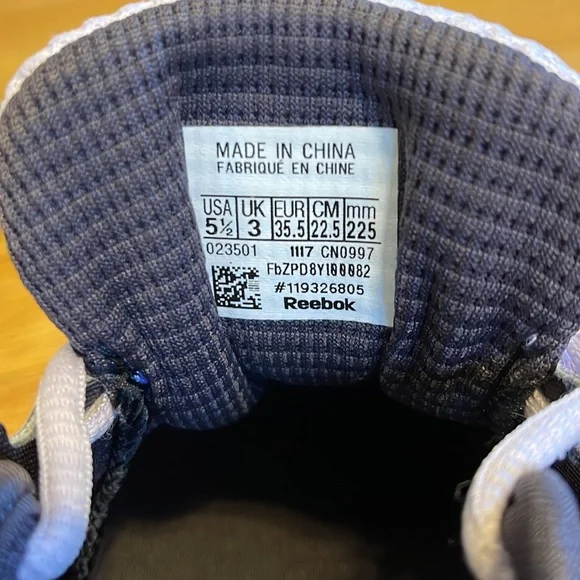 MADE IN CHINA
FABRIQUÉ EN CHINE
USA UK EUR CM mm
5½ 3 35.5 22.5 225
023501 1117 CN0997
FbZPD8YI00082
#119326805
Reebok